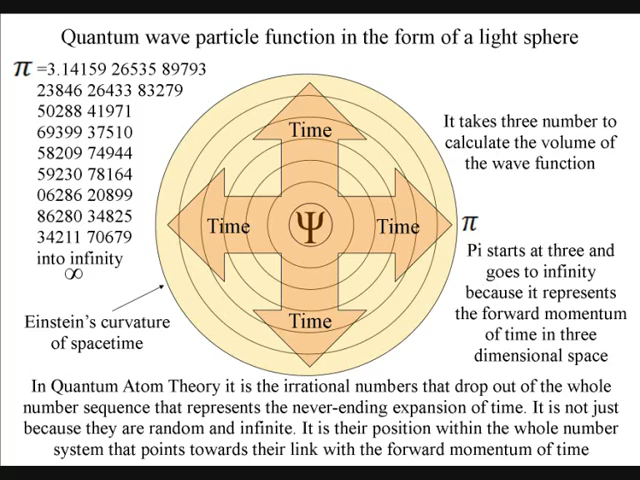 Quantum wave particle function in the form of a light sphere
π =3.14159 26535 89793
23846 26433 83279
50288 41971
69399 37510
58209 74944
59230 78164
06286 20899
86280 34825
34211 70679
into infinity
∞
Einstein's curvature
of spacetime
Time
Time
Ψ
Time
Time
It takes three number to
calculate the volume of
the wave function
π
Pi starts at three and
goes to infinity
because it represents
the forward momentum
of time in three
dimensional space
In Quantum Atom Theory it is the irrational numbers that drop out of the whole
number sequence that represents the never-ending expansion of time. It is not just
because they are random and infinite. It is their position within the whole number
system that points towards their link with the forward momentum of time